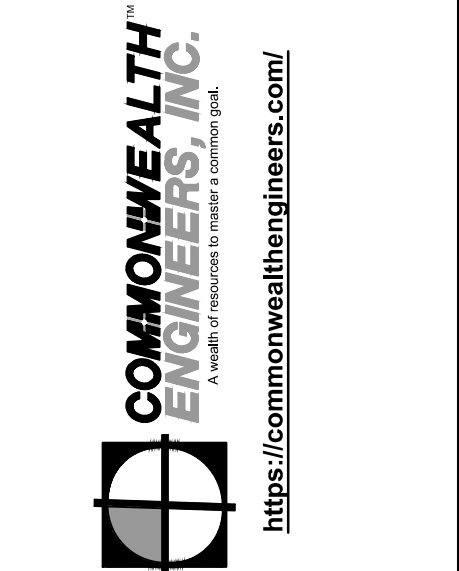 COMMONWEALTH™
ENGINEERS, INC.
A wealth of resources to master a common goal.
https://commonwealthengineers.com/